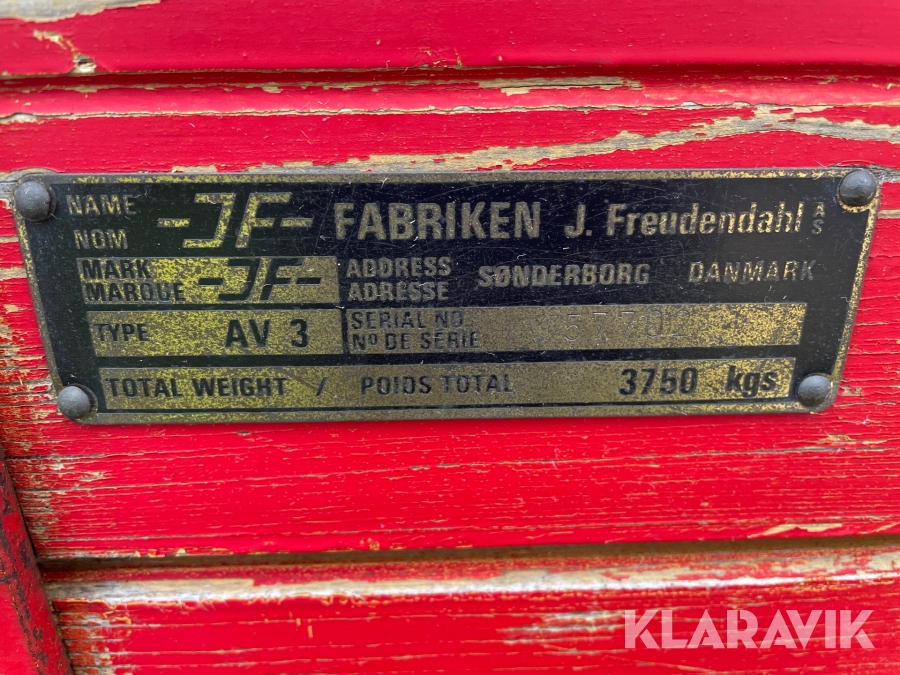 NAME -JF- FABRIKEN J. Freudendahl A/S
NOM
MARK -JF- ADDRESS SØNDERBORG DANMARK
MARQUE ADRESSE
TYPE AV 3 SERIAL NO.
Nº DE SÉRIE
TOTAL WEIGHT / POIDS TOTAL 3750 kgs
KLARAVIK